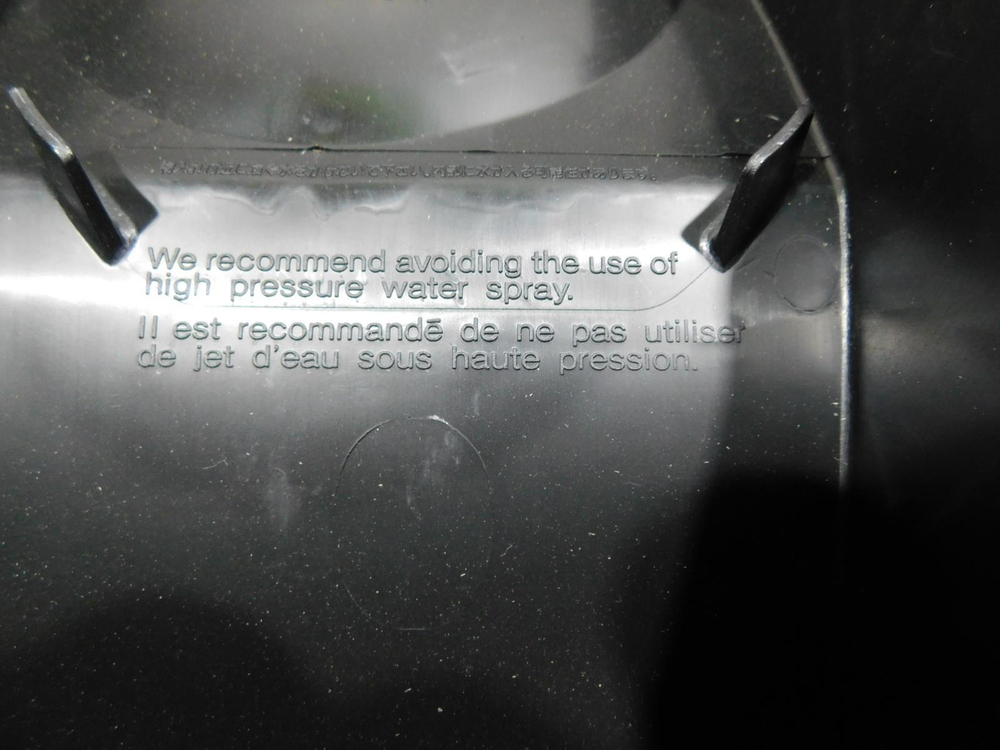 We recommend avoiding the use of
high pressure water spray.
Il est recommandē de ne pas utiliser
de jet d'eau sous haute pression.